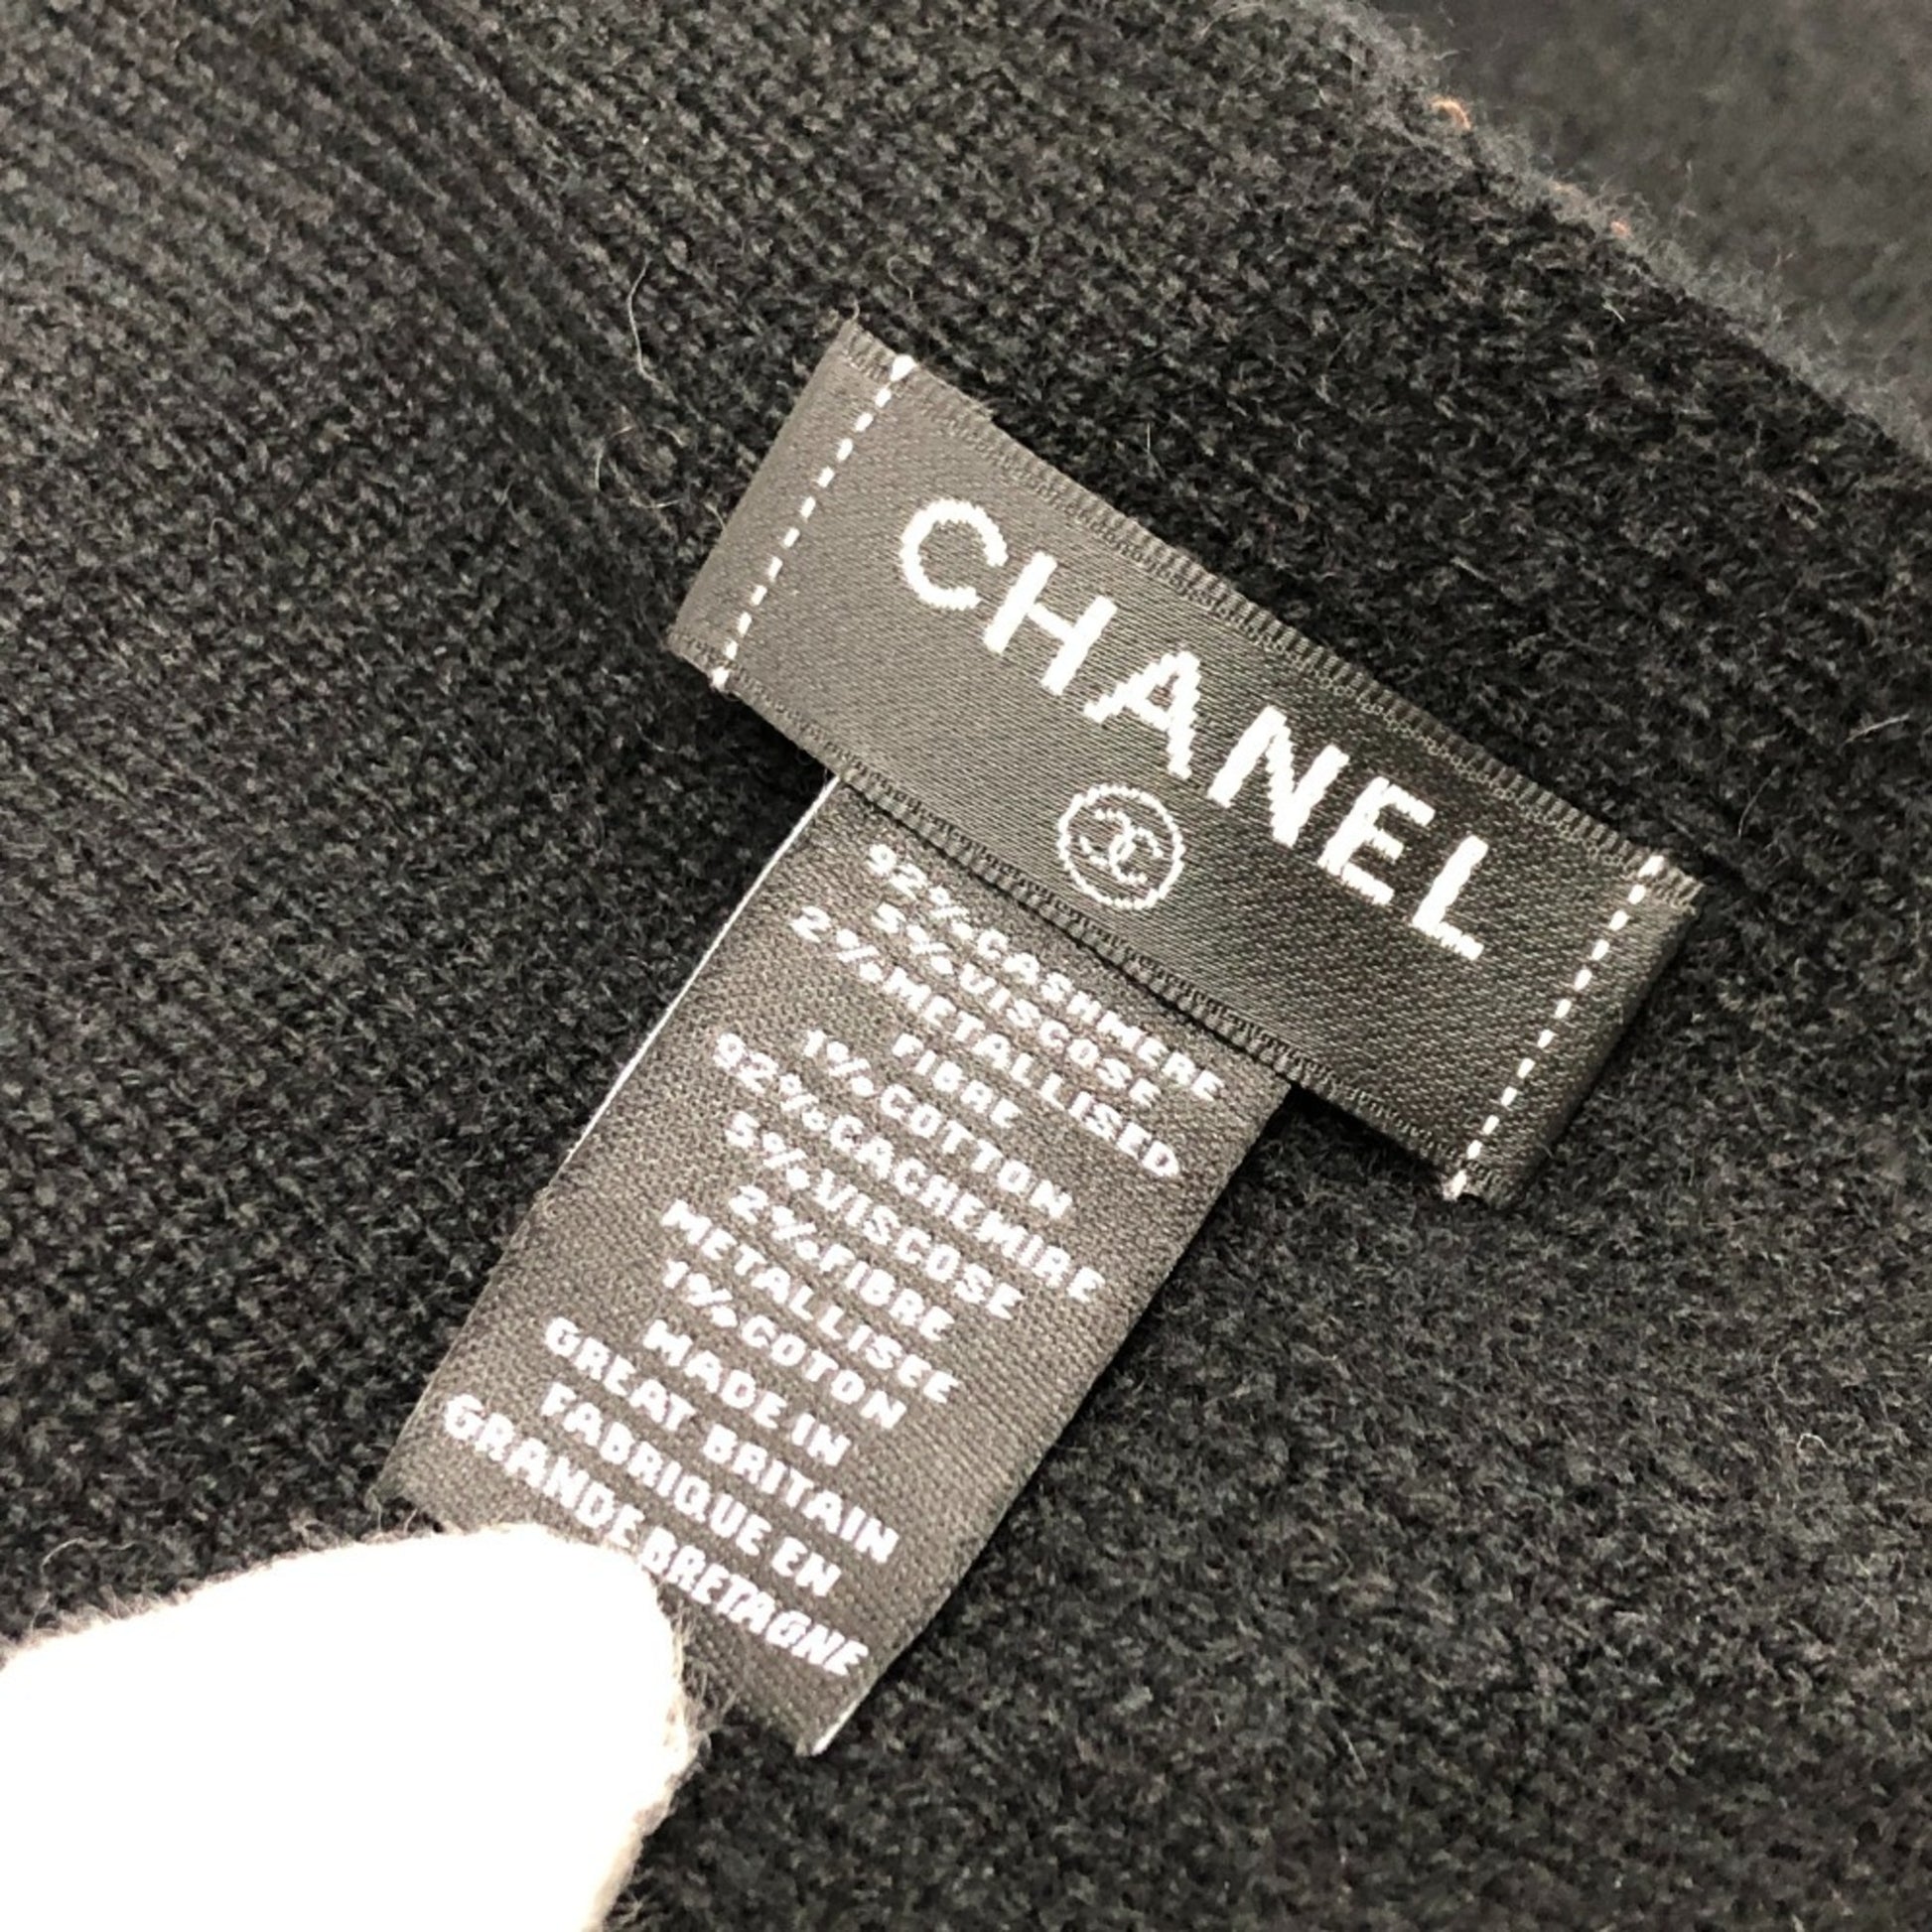 CHANEL
92%CASHMERE
5%VISCOSE
2%METALLISED
FIBRE
1%COTTON
92%CACHEMIRE
5%VISCOSE
2%FIBRE
METALLISEE
1%COTON
MADE IN
GREAT BRITAIN
FABRIQUE EN
GRANDE BRETAGNE